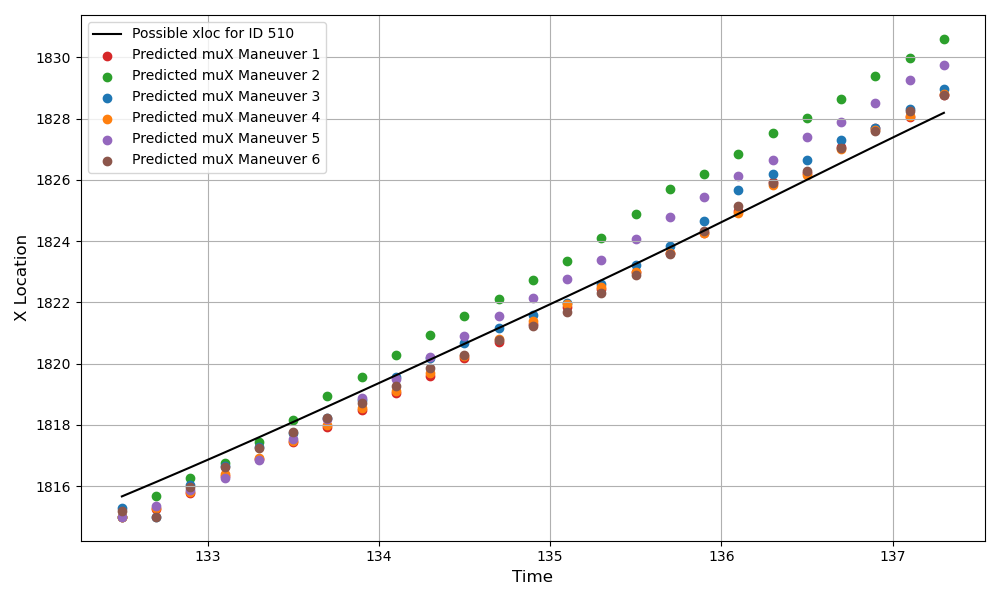 Possible xloc for ID 510
Predicted muX Maneuver 1
Predicted muX Maneuver 2
Predicted muX Maneuver 3
Predicted muX Maneuver 4
Predicted muX Maneuver 5
Predicted muX Maneuver 6
1830
1828
1826
1824
1822
1820
1818
1816
X Location
133 134 135 136 137
Time